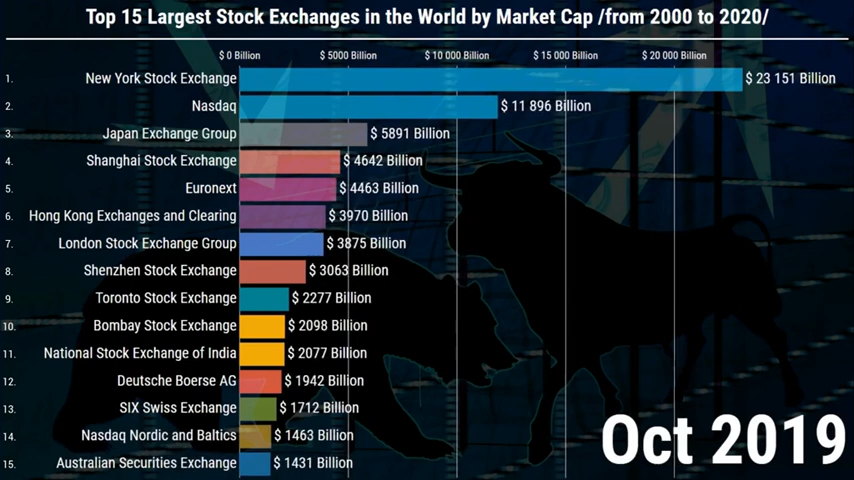 Top 15 Largest Stock Exchanges in the World by Market Cap /from 2000 to 2020/
$ 0 Billion $ 5000 Billion $ 10 000 Billion $ 15 000 Billion $ 20 000 Billion
1. New York Stock Exchange $ 23 151 Billion
2. Nasdaq $ 11 896 Billion
3. Japan Exchange Group $ 5891 Billion
4. Shanghai Stock Exchange $ 4642 Billion
5. Euronext $ 4463 Billion
6. Hong Kong Exchanges and Clearing $ 3970 Billion
7. London Stock Exchange Group $ 3875 Billion
8. Shenzhen Stock Exchange $ 3063 Billion
9. Toronto Stock Exchange $ 2277 Billion
10. Bombay Stock Exchange $ 2098 Billion
11. National Stock Exchange of India $ 2077 Billion
12. Deutsche Boerse AG $ 1942 Billion
13. SIX Swiss Exchange $ 1712 Billion
14. Nasdaq Nordic and Baltics $ 1463 Billion
15. Australian Securities Exchange $ 1431 Billion
Oct 2019